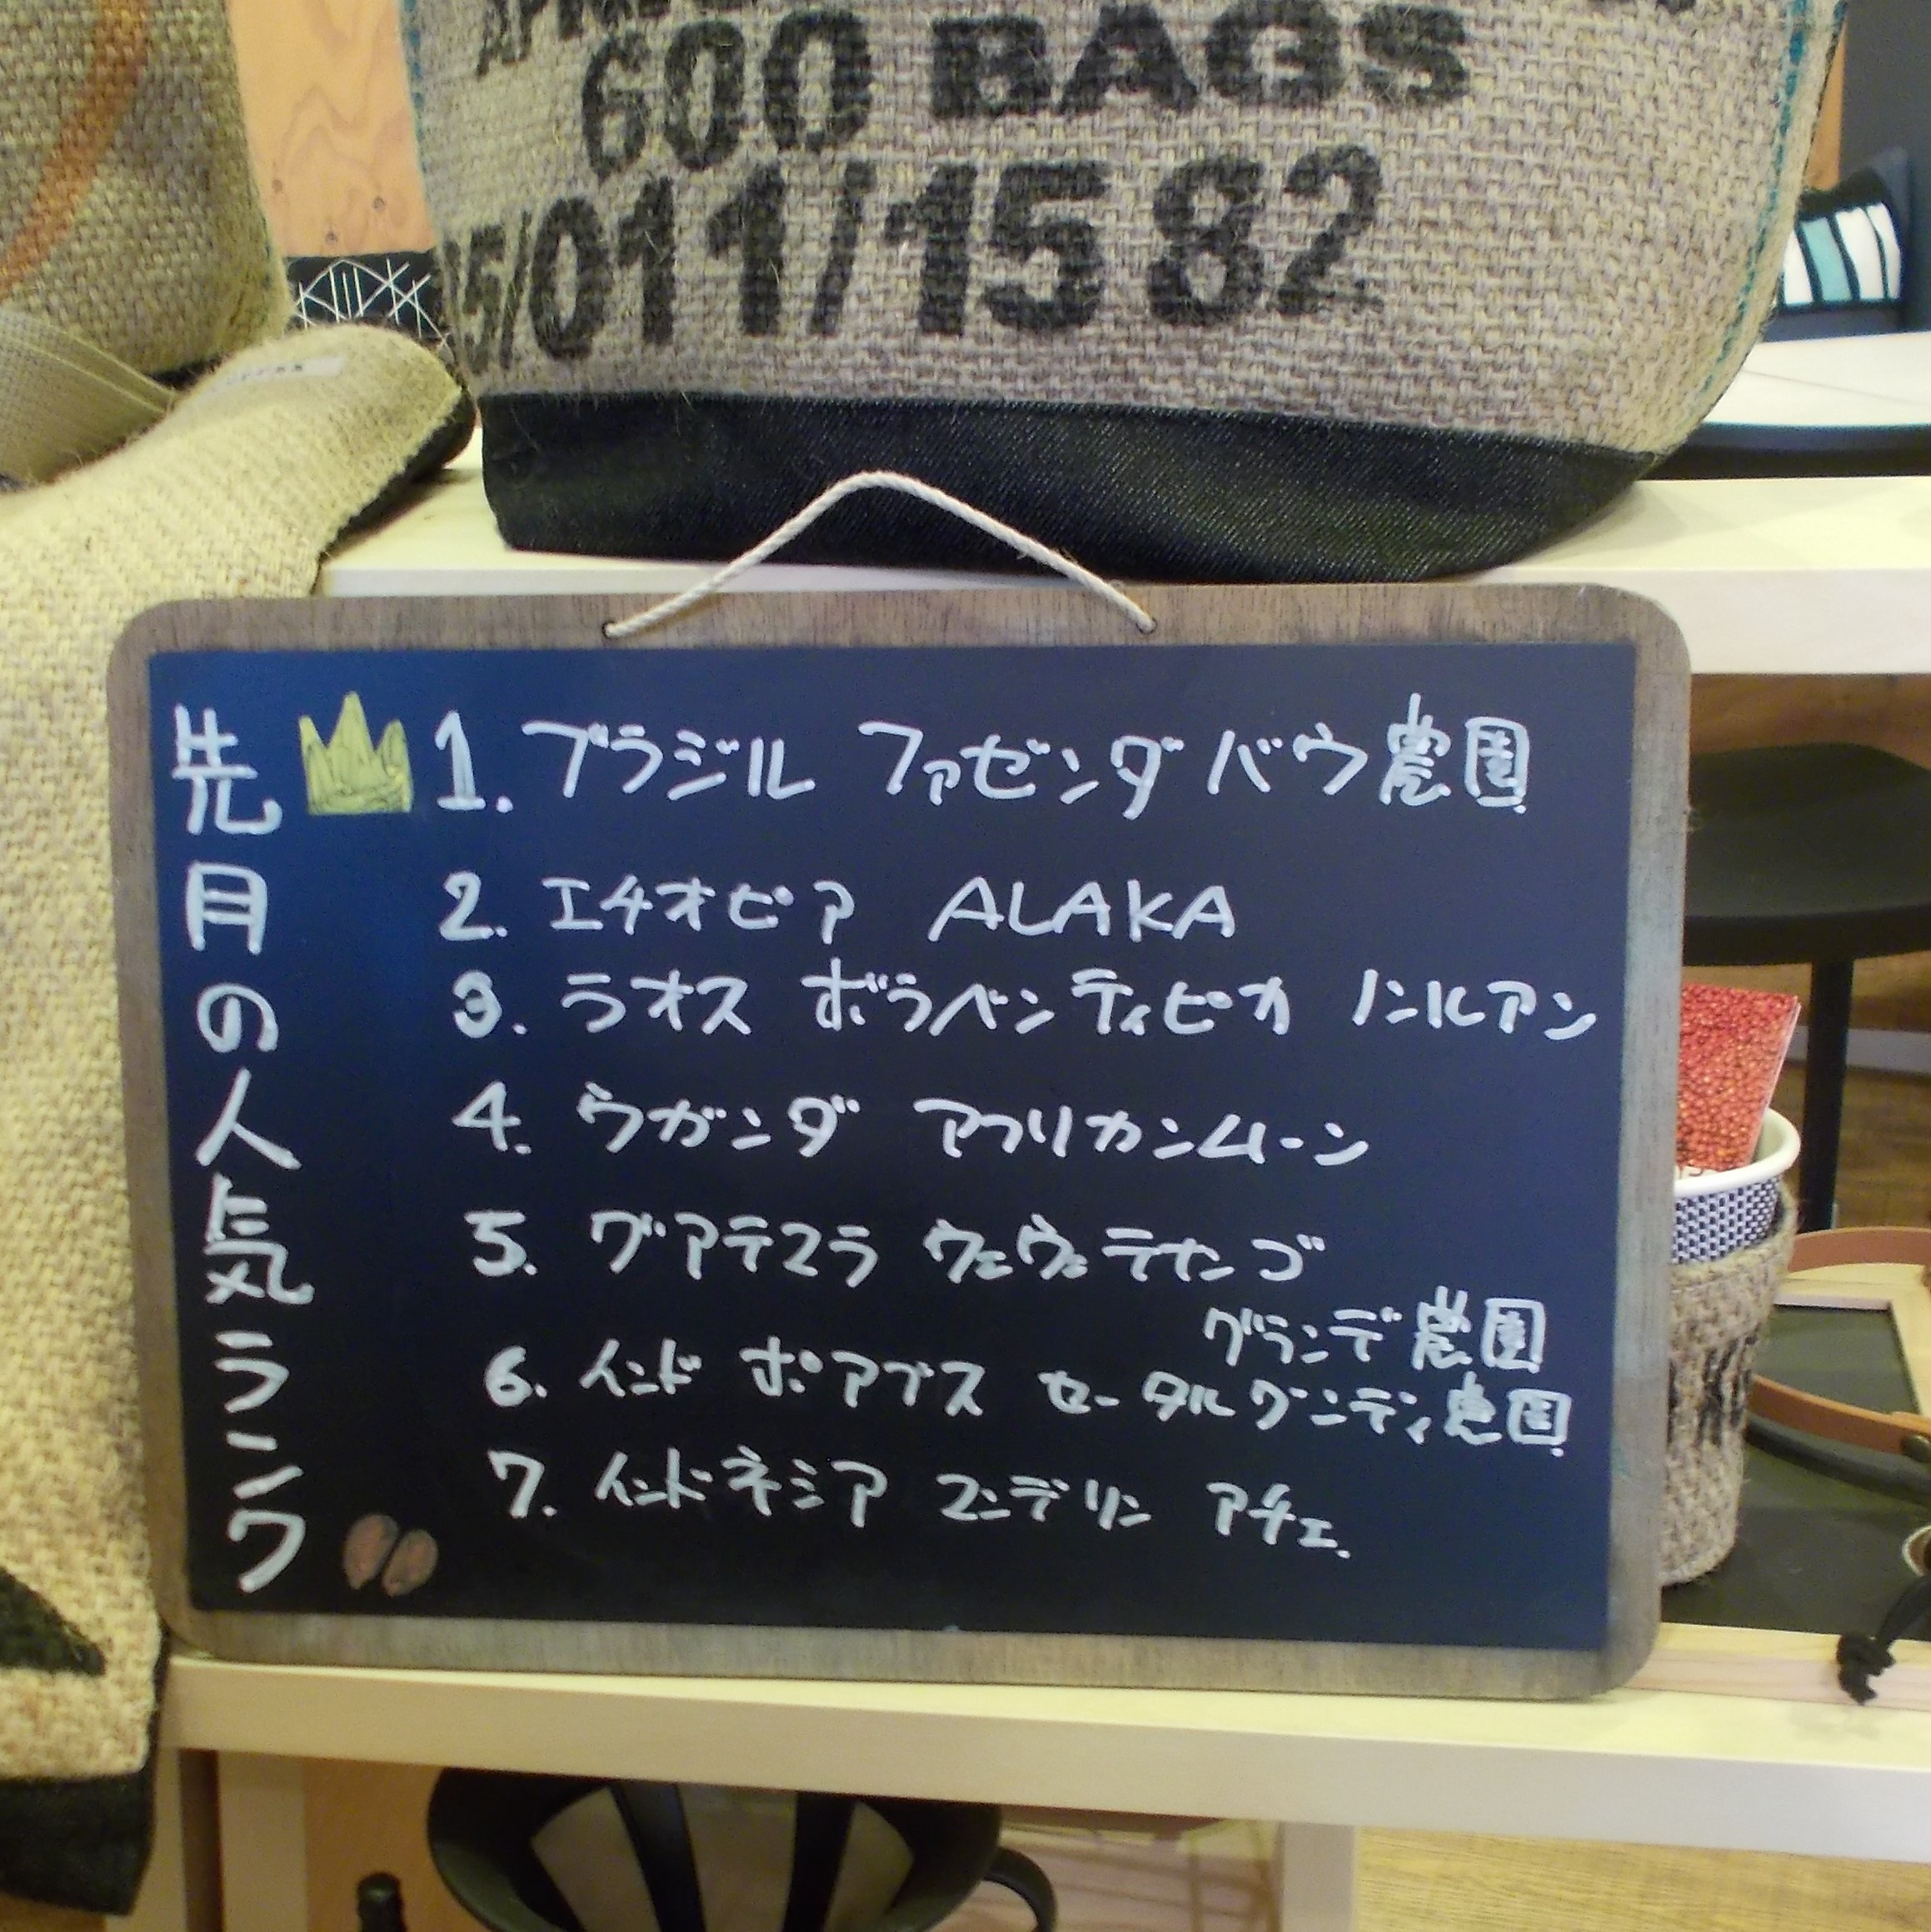 600 BAGS
/011/15 82
先月の人気ランク
1. ブラジル ファゼンダバウ農園
2. エチオピア ALAKA
3. ラオス ボラベンティピカ ノンルアン
4. ウガンダ アフリカンムーン
5. グアテマラ ウェウェテナンゴ
グランデ農園
6. インド ポアブス セータルグンディ農園
7. インドネシア マンデリン アチェ.